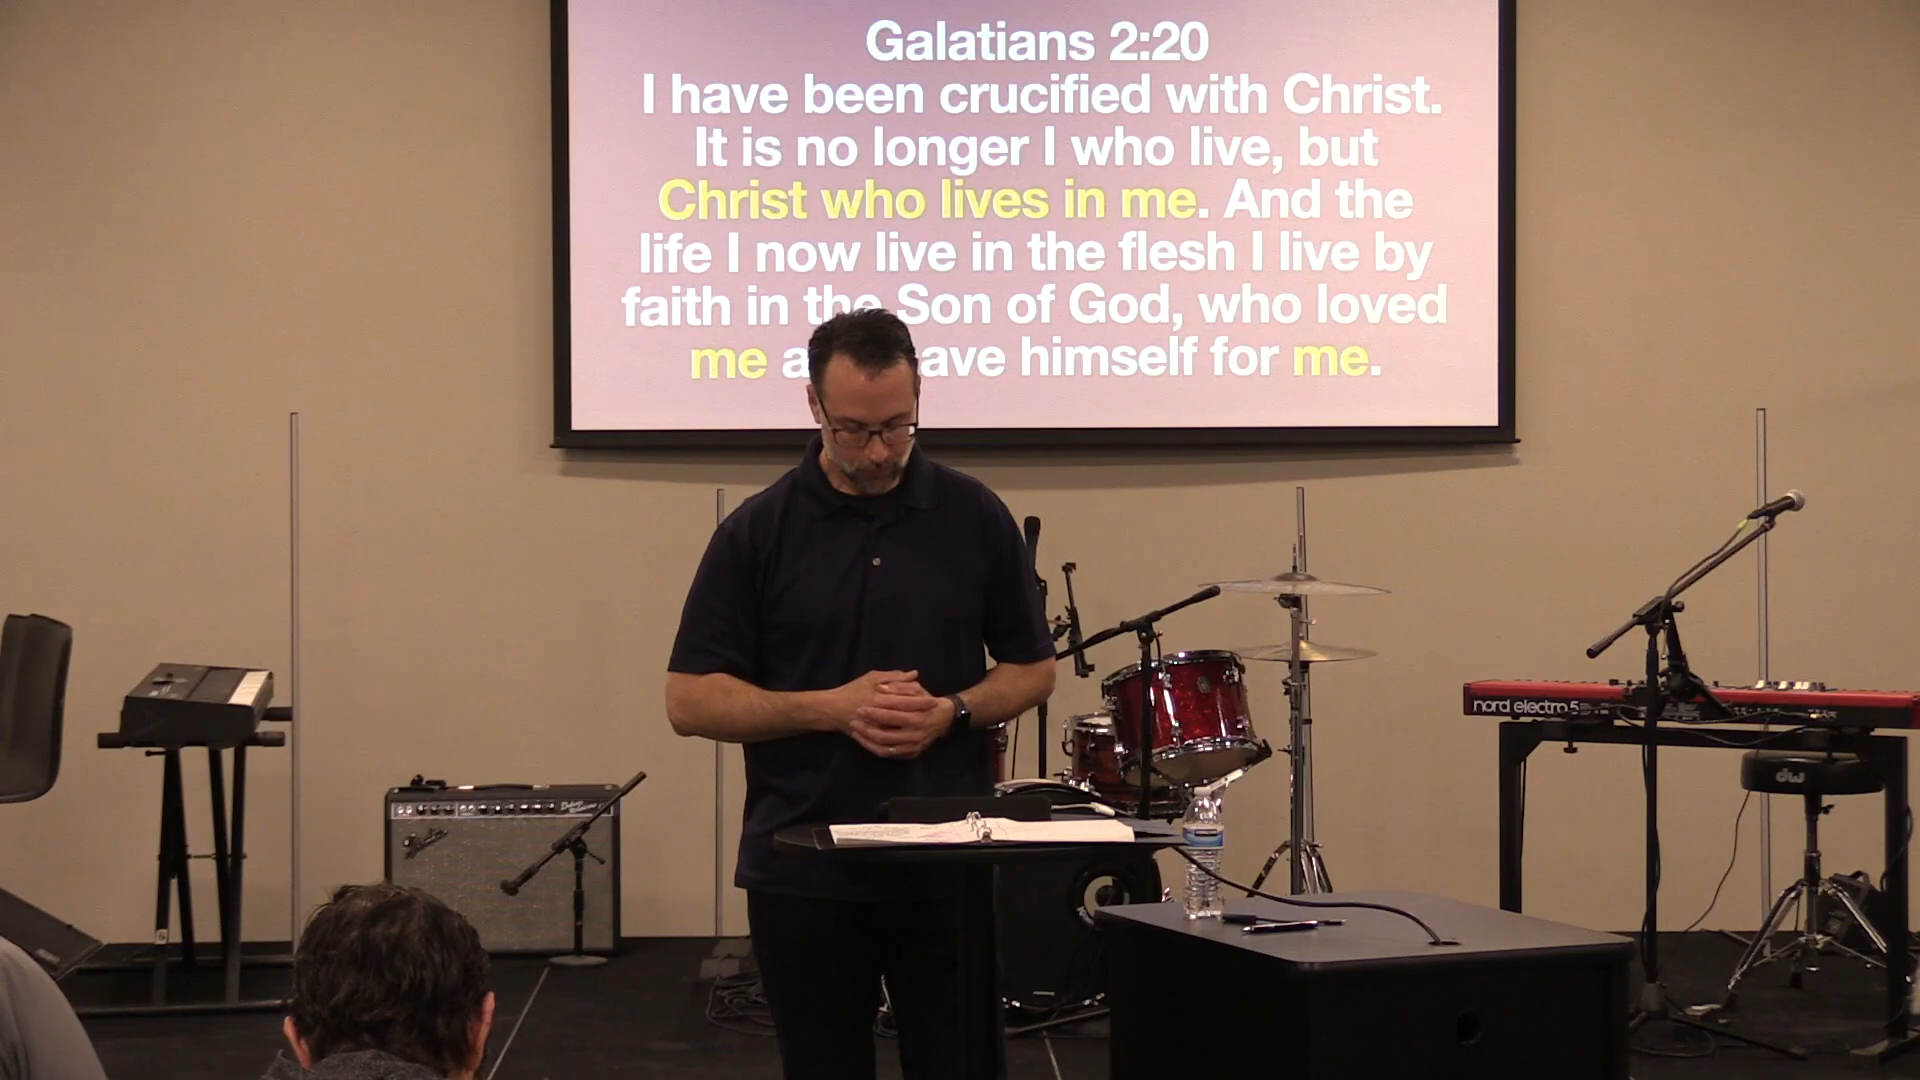 Galatians 2:20
I have been crucified with Christ.
It is no longer I who live, but
Christ who lives in me. And the
life I now live in the flesh I live by
faith in the Son of God, who loved
me a ave himself for me.
nord electro 5
dw